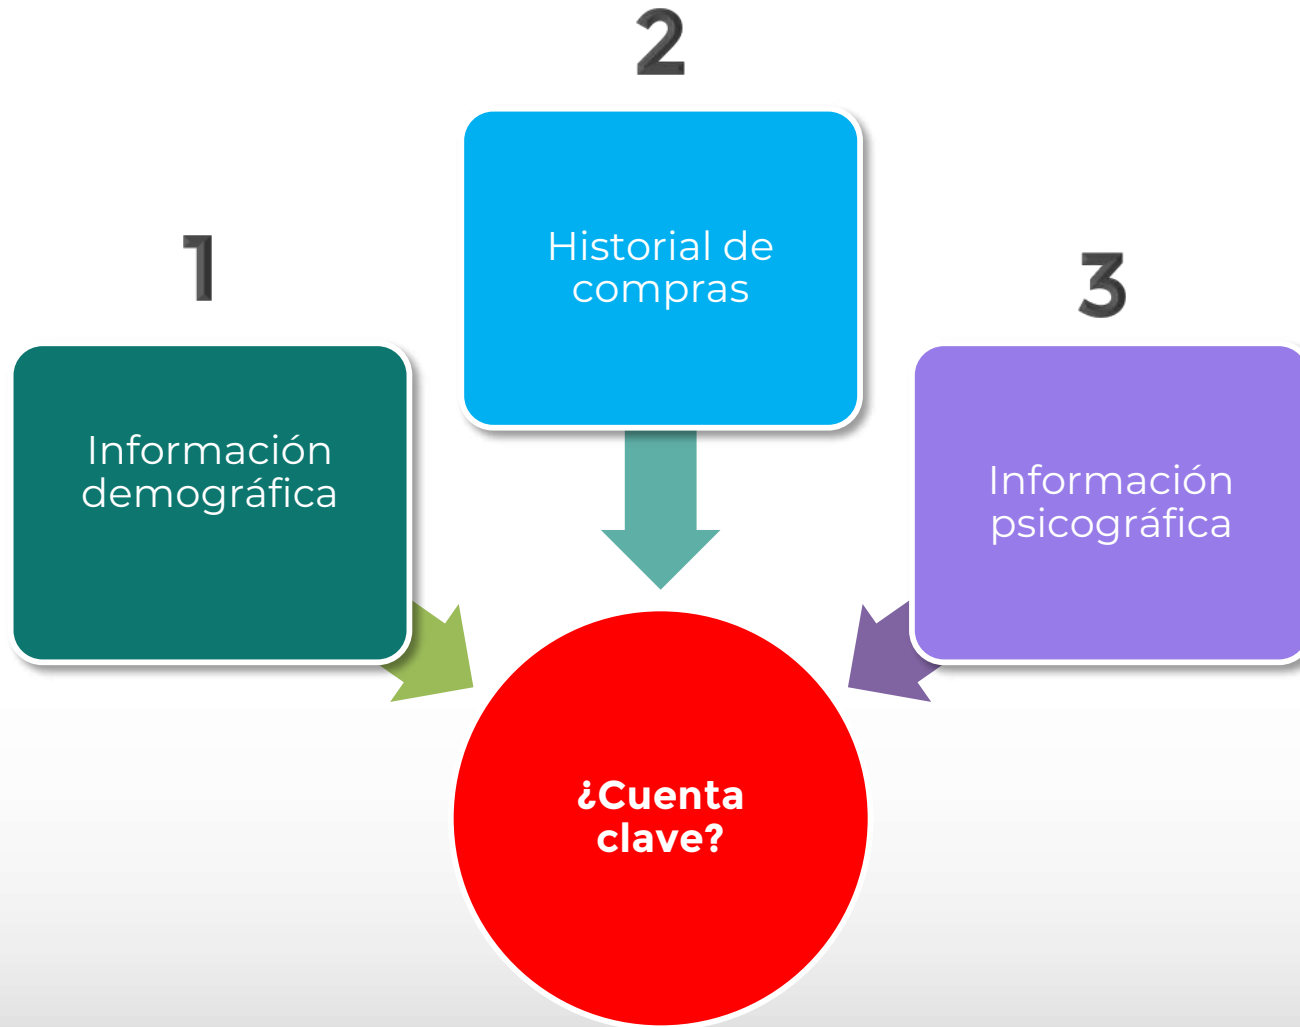 1
Información
demográfica
2
Historial de
compras
3
Información
psicográfica
¿Cuenta
clave?